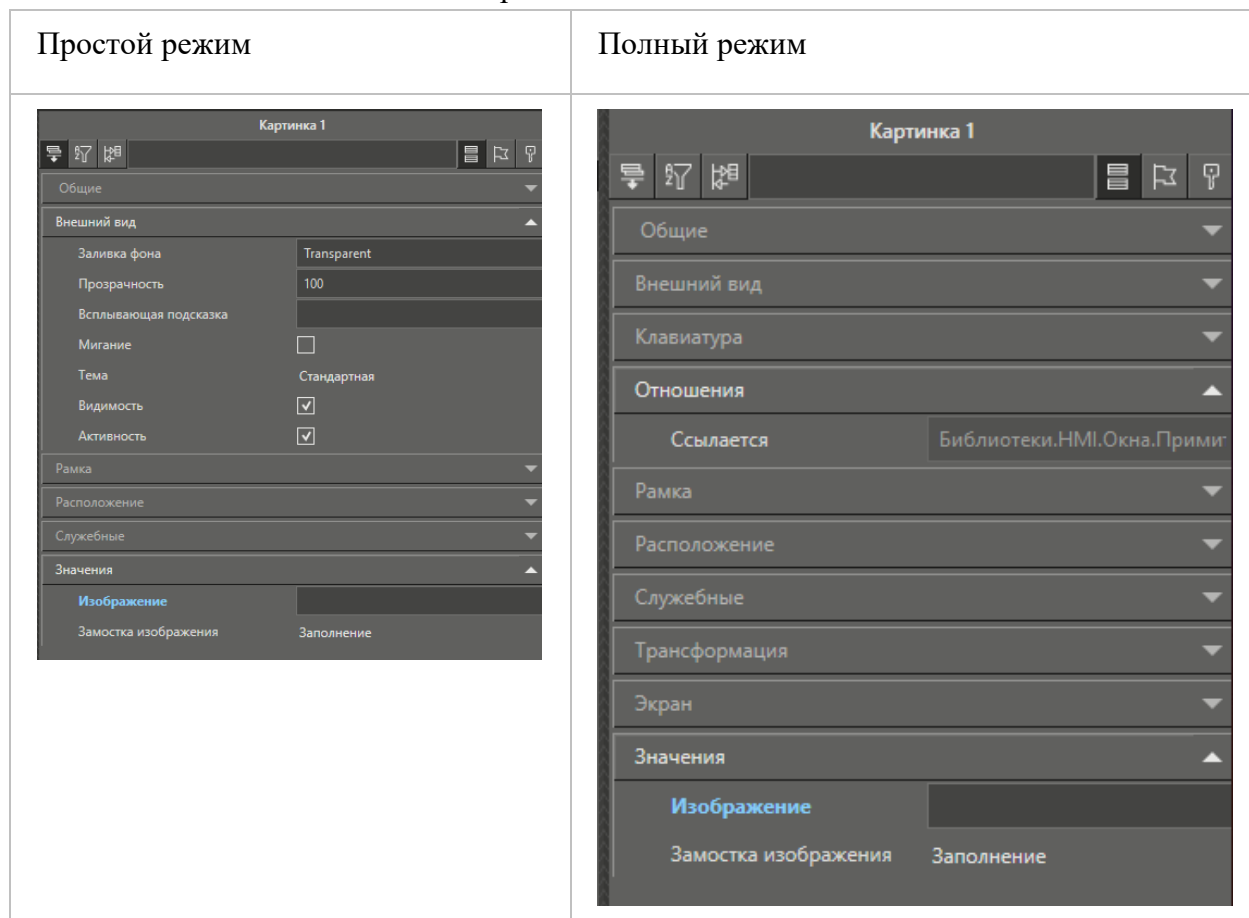 Простой режим
Полный режим
Картинка 1
Общие
Внешний вид
Заливка фона Transparent
Прозрачность 100
Всплывающая подсказка
Мигание
Тема Стандартная
Видимость
Активность
Рамка
Расположение
Служебные
Значения
Изображение
Замостка изображения Заполнение
Картинка 1
Общие
Внешний вид
Клавиатура
Отношения
Ссылается Библиотеки.HMI.Окна.Прими
Рамка
Расположение
Служебные
Трансформация
Экран
Значения
Изображение
Замостка изображения Заполнение